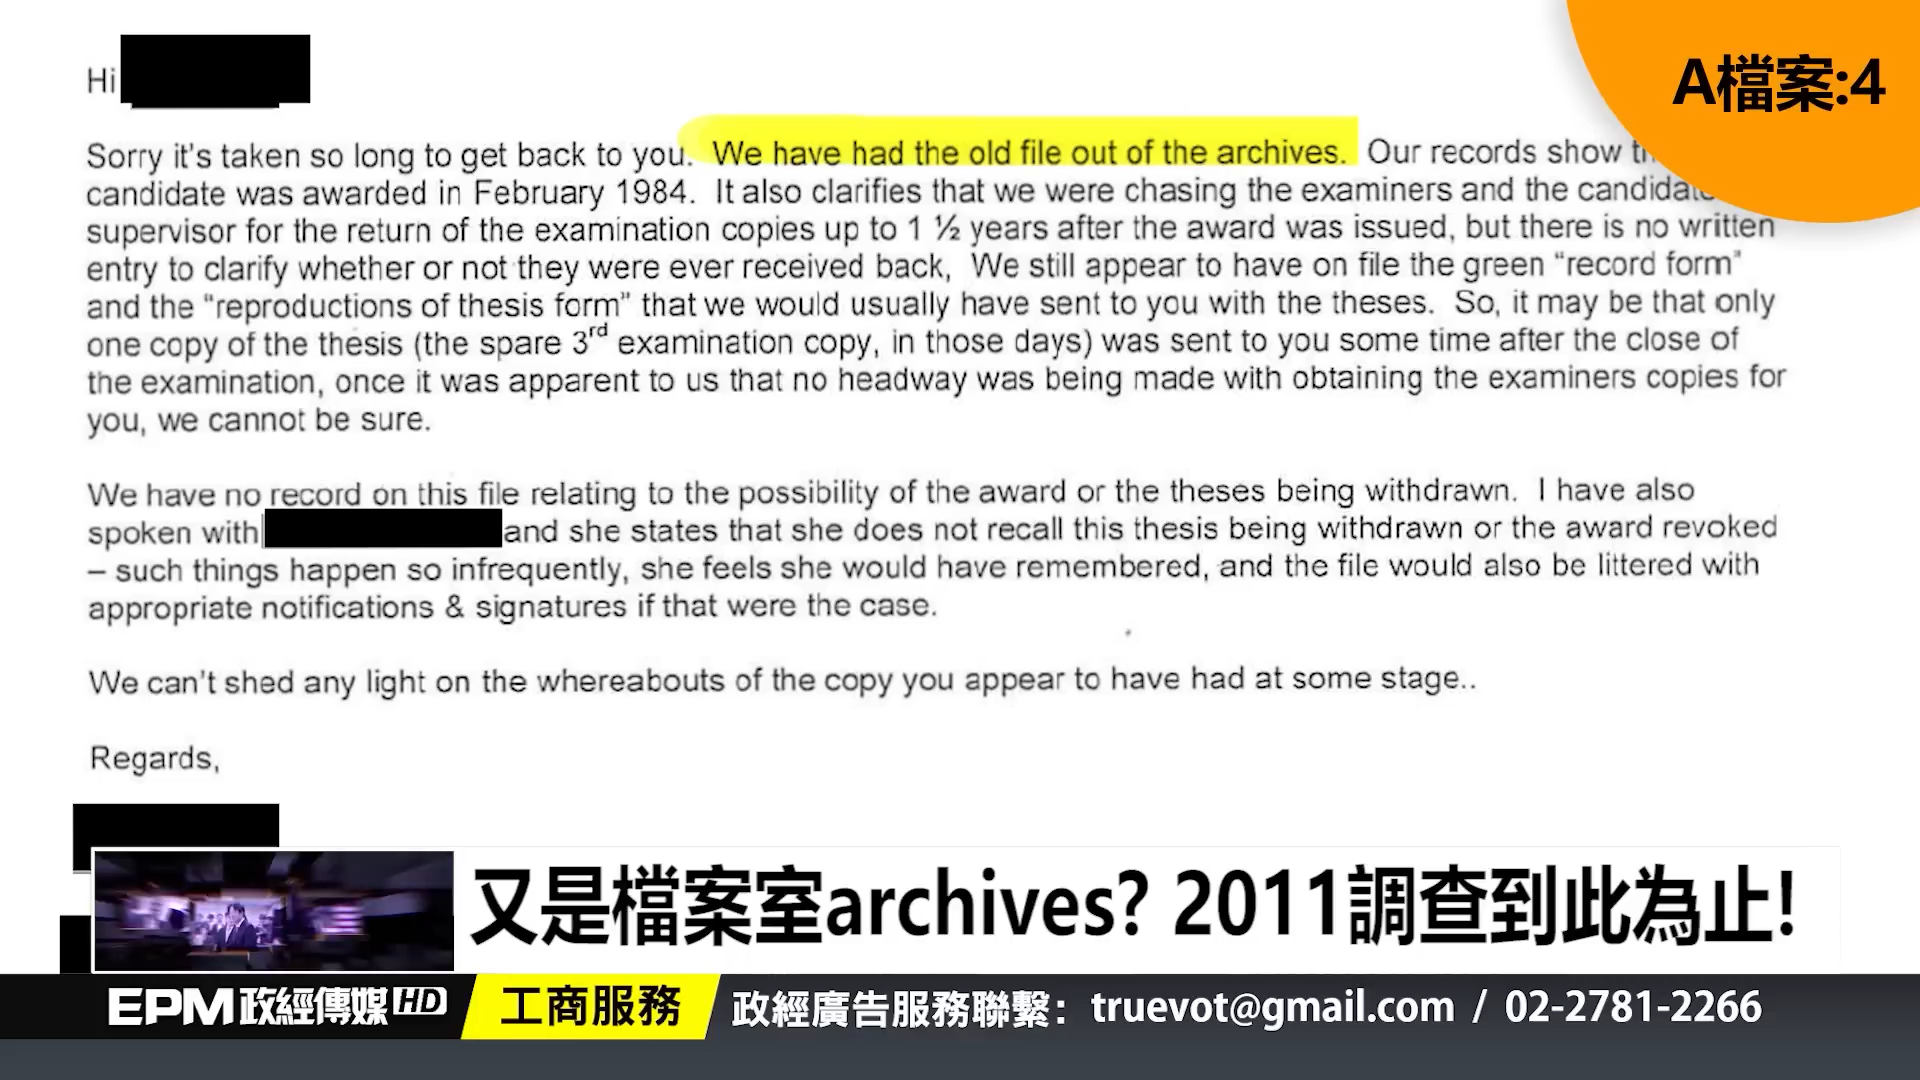 A檔案:4
Hi
Sorry it's taken so long to get back to you. We have had the old file out of the archives. Our records show
candidate was awarded in February 1984. It also clarifies that we were chasing the examiners and the
supervisor for the return of the examination copies up to 1 ½ years after the award was issued, but there is no written
entry to clarify whether or not they were ever received back, We still appear to have on file the green “record form”
and the “reproductions of thesis form” that we would usually have sent to you with the theses. So, it may be that only
one copy of the thesis (the spare 3rd examination copy, in those days) was sent to you some time after the close of
the examination, once it was apparent to us that no headway was being made with obtaining the examiners copies for
you, we cannot be sure.
We have no record on this file relating to the possibility of the award or the theses being withdrawn. I have also
spoken with and she states that she does not recall this thesis being withdrawn or the award revoked
– such things happen so infrequently, she feels she would have remembered, and the file would also be littered with
appropriate notifications & signatures if that were the case.
We can't shed any light on the whereabouts of the copy you appear to have had at some stage..
Regards,
又是檔案室archives? 2011調查到此為止!
EPM政經傳媒HD 工商服務 政經廣告服務聯繫：truevot@gmail.com / 02-2781-2266